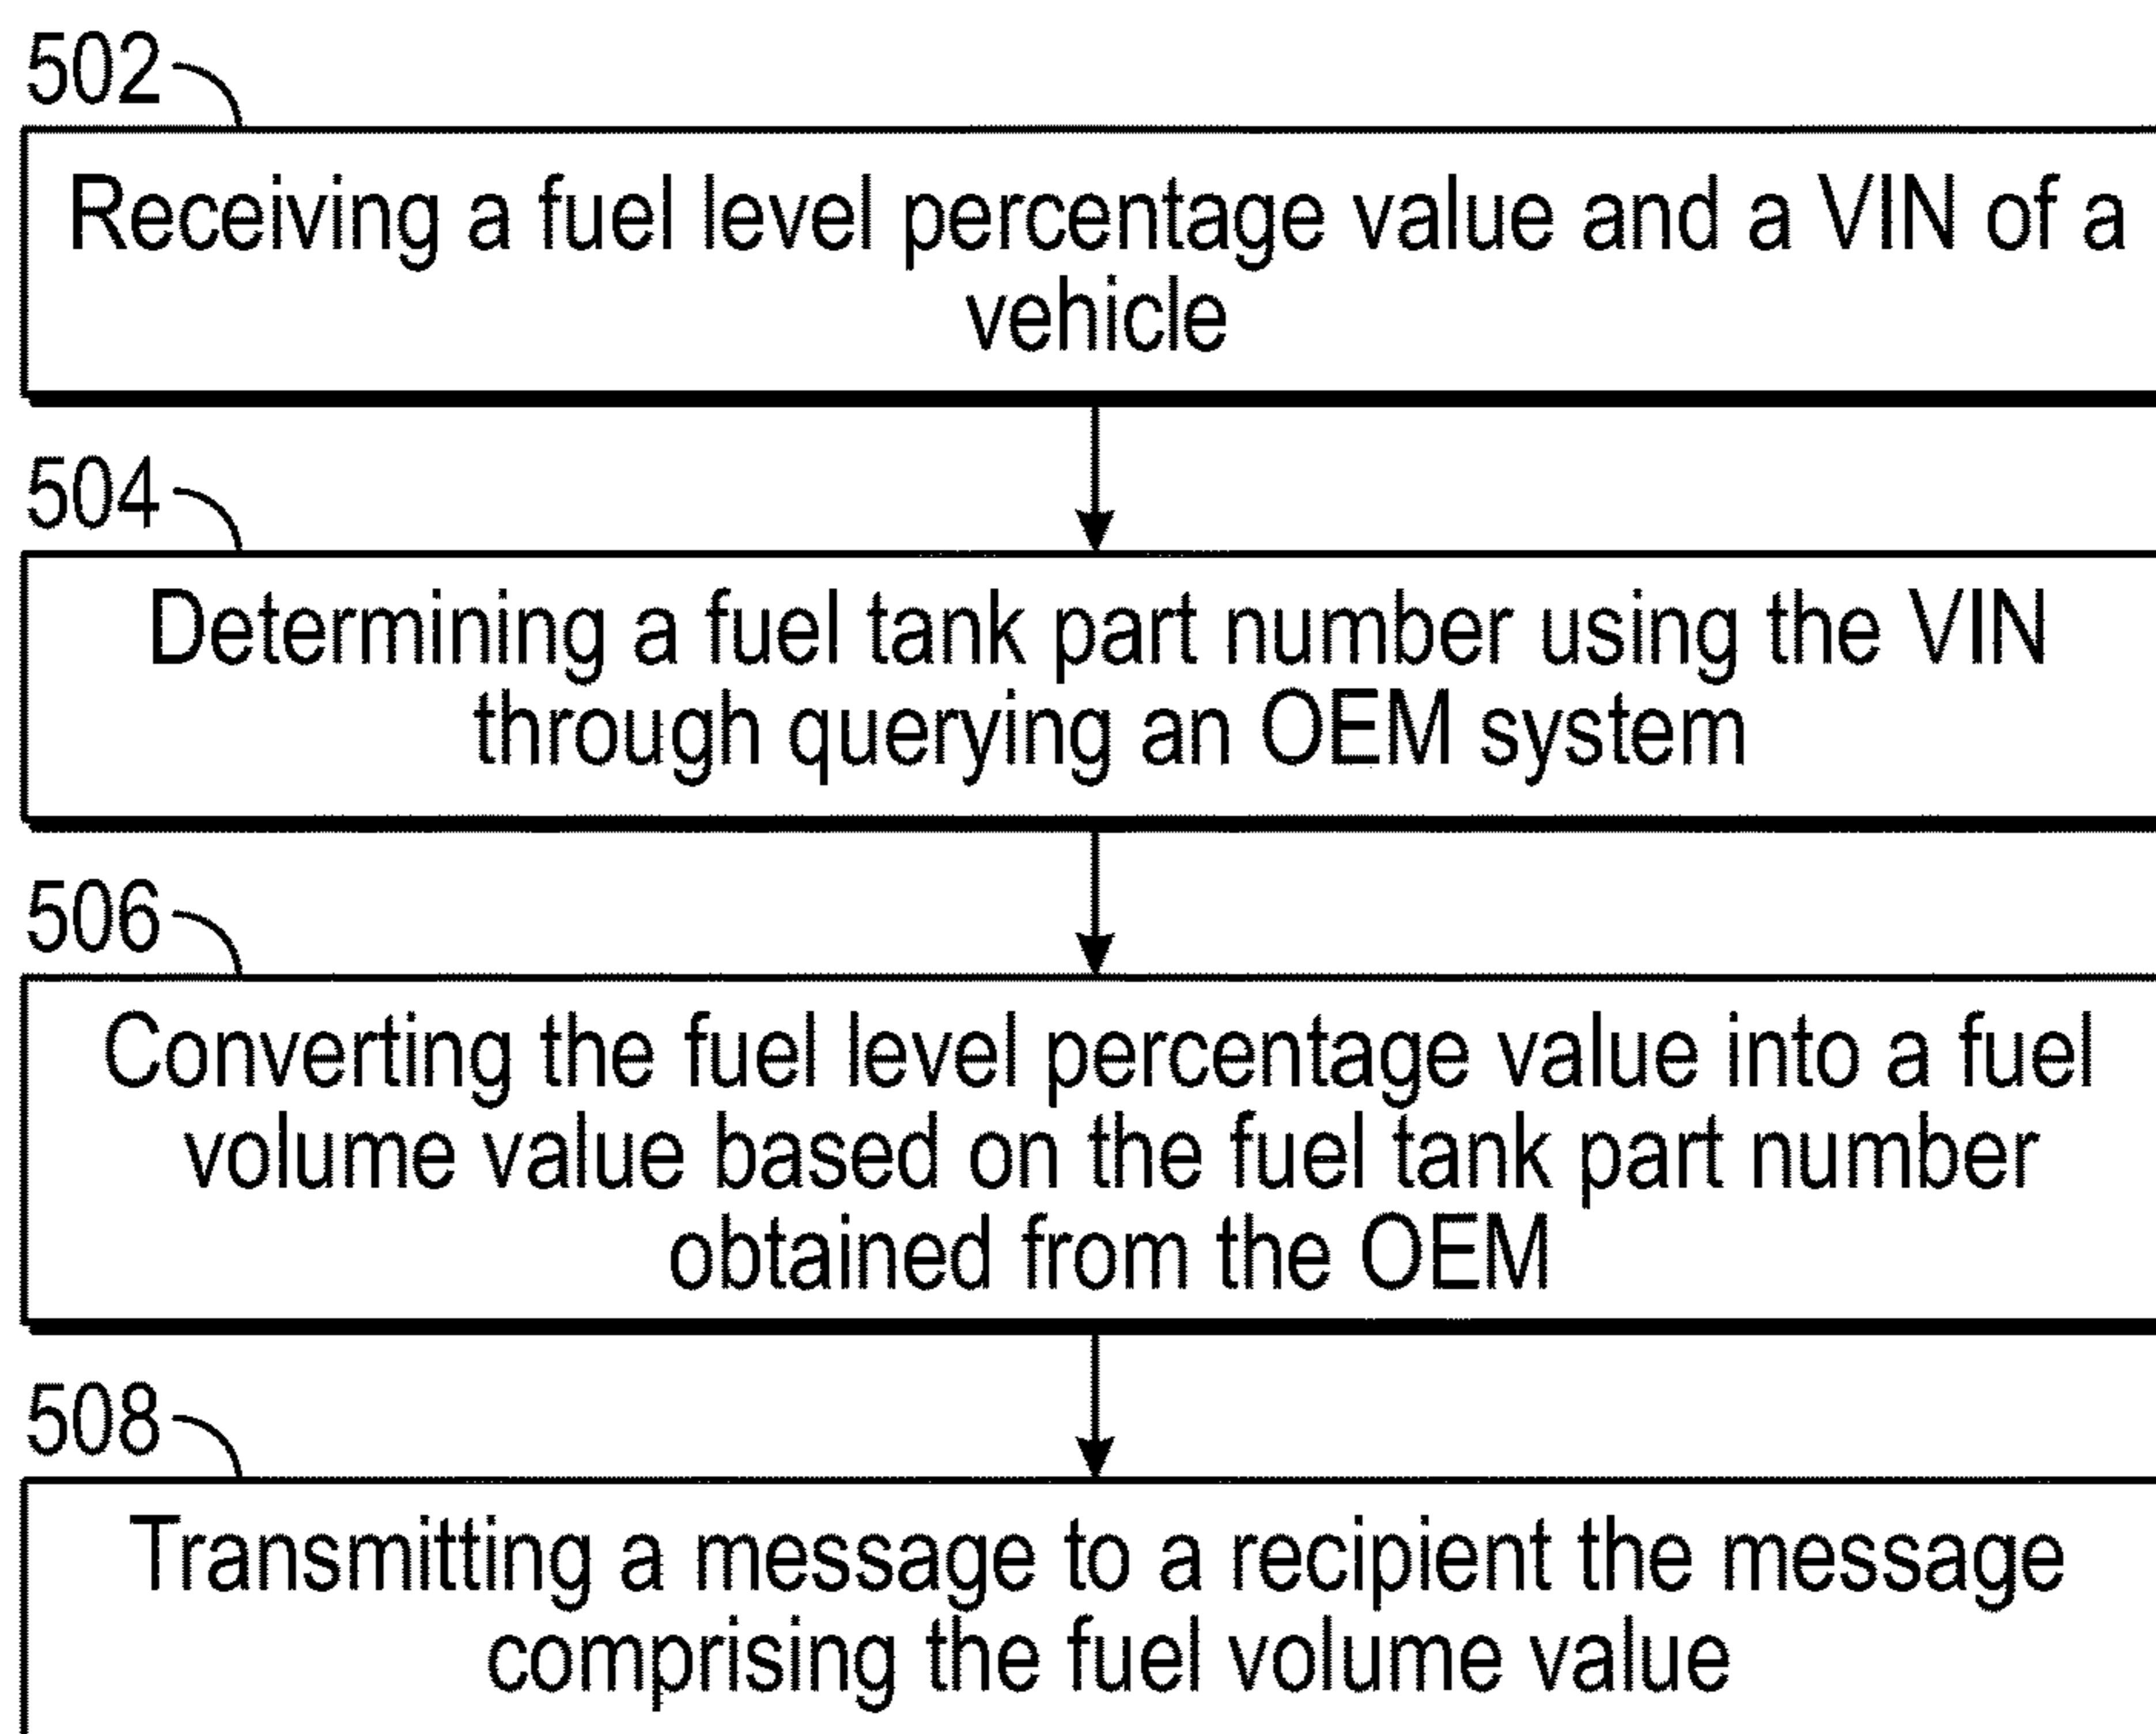 502
Receiving a fuel level percentage value and a VIN of a
vehicle
504
Determining a fuel tank part number using the VIN
through querying an OEM system
506
Converting the fuel level percentage value into a fuel
volume value based on the fuel tank part number
obtained from the OEM
508
Transmitting a message to a recipient the message
comprising the fuel volume value